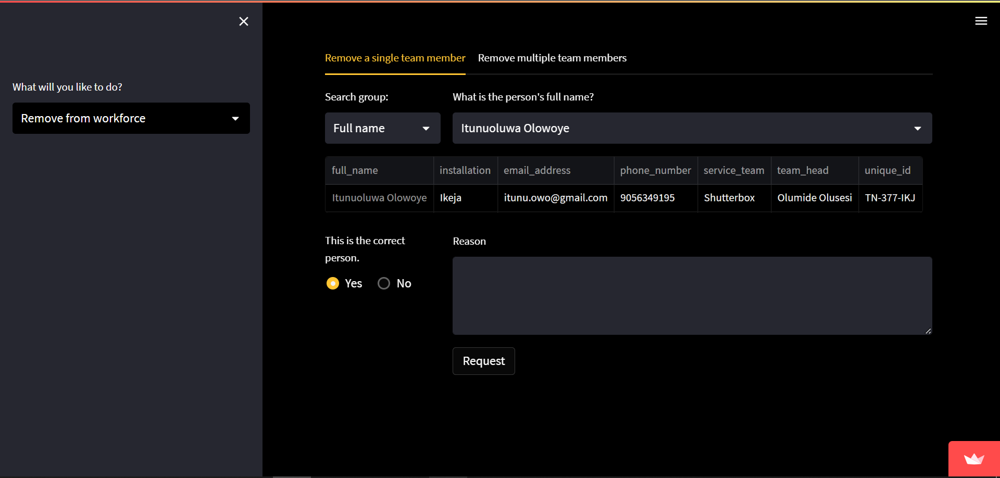 What will you like to do?
Remove from workforce
Remove a single team member Remove multiple team members
Search group: What is the person's full name?
Full name Itunuoluwa Olowoye
full_name installation email_address phone_number service_team team_head unique_id
Itunuoluwa Olowoye Ikeja itunu.owo@gmail.com 9056349195 Shutterbox Olumide Olusesi TN-377-IKJ
This is the correct
person.
Yes No
Reason
Request